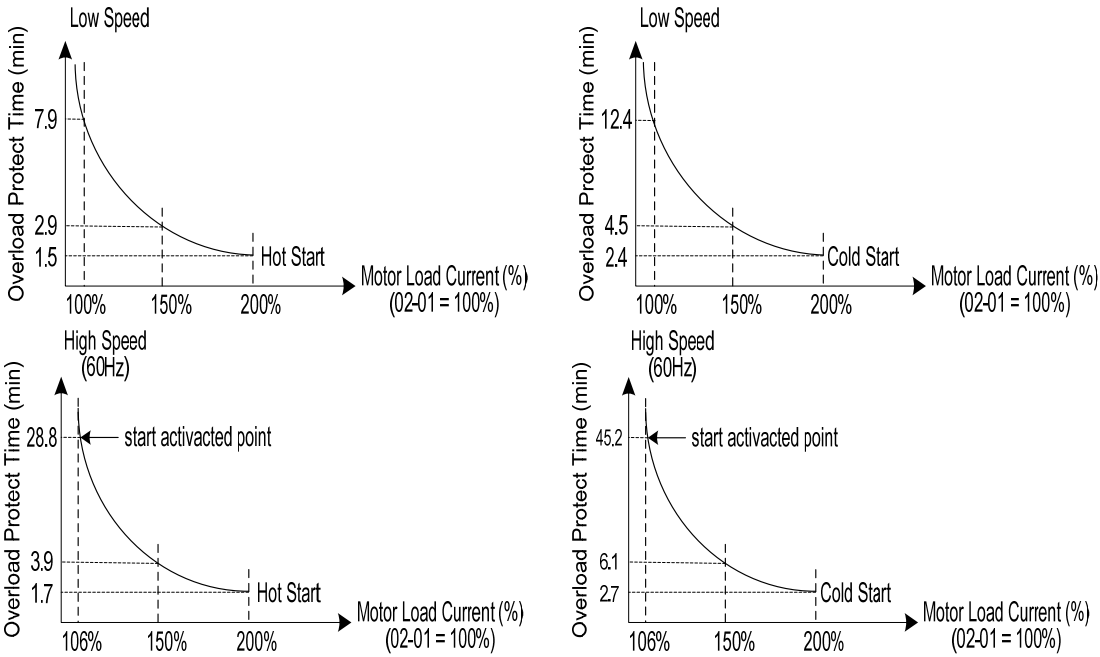 Low Speed
Overload Protect Time (min)
7.9
2.9
1.5
Hot Start
100%
150%
200%
Motor Load Current (%)
(02-01 = 100%)
Low Speed
Overload Protect Time (min)
12.4
4.5
2.4
Cold Start
100%
150%
200%
Motor Load Current (%)
(02-01 = 100%)
High Speed
(60Hz)
Overload Protect Time (min)
28.8
start activacted point
3.9
1.7
Hot Start
106%
150%
200%
Motor Load Current (%)
(02-01 = 100%)
High Speed
(60Hz)
Overload Protect Time (min)
45.2
start activacted point
6.1
2.7
Cold Start
106%
150%
200%
Motor Load Current (%)
(02-01 = 100%)